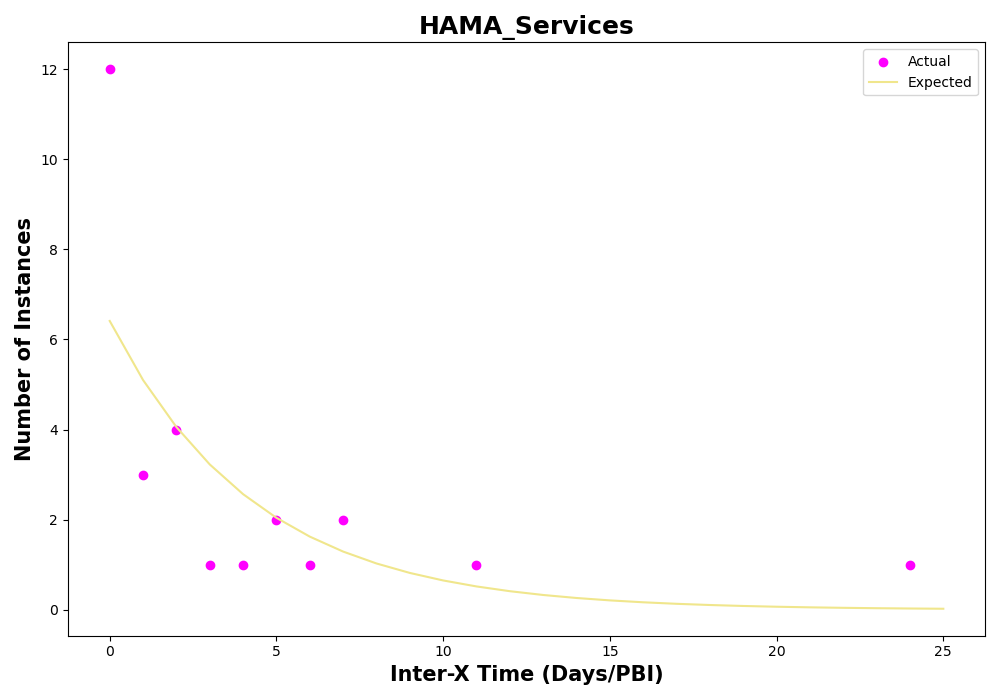 HAMA_Services
Actual
Expected
Number of Instances
12
10
8
6
4
2
0
0 5 10 15 20 25
Inter-X Time (Days/PBI)